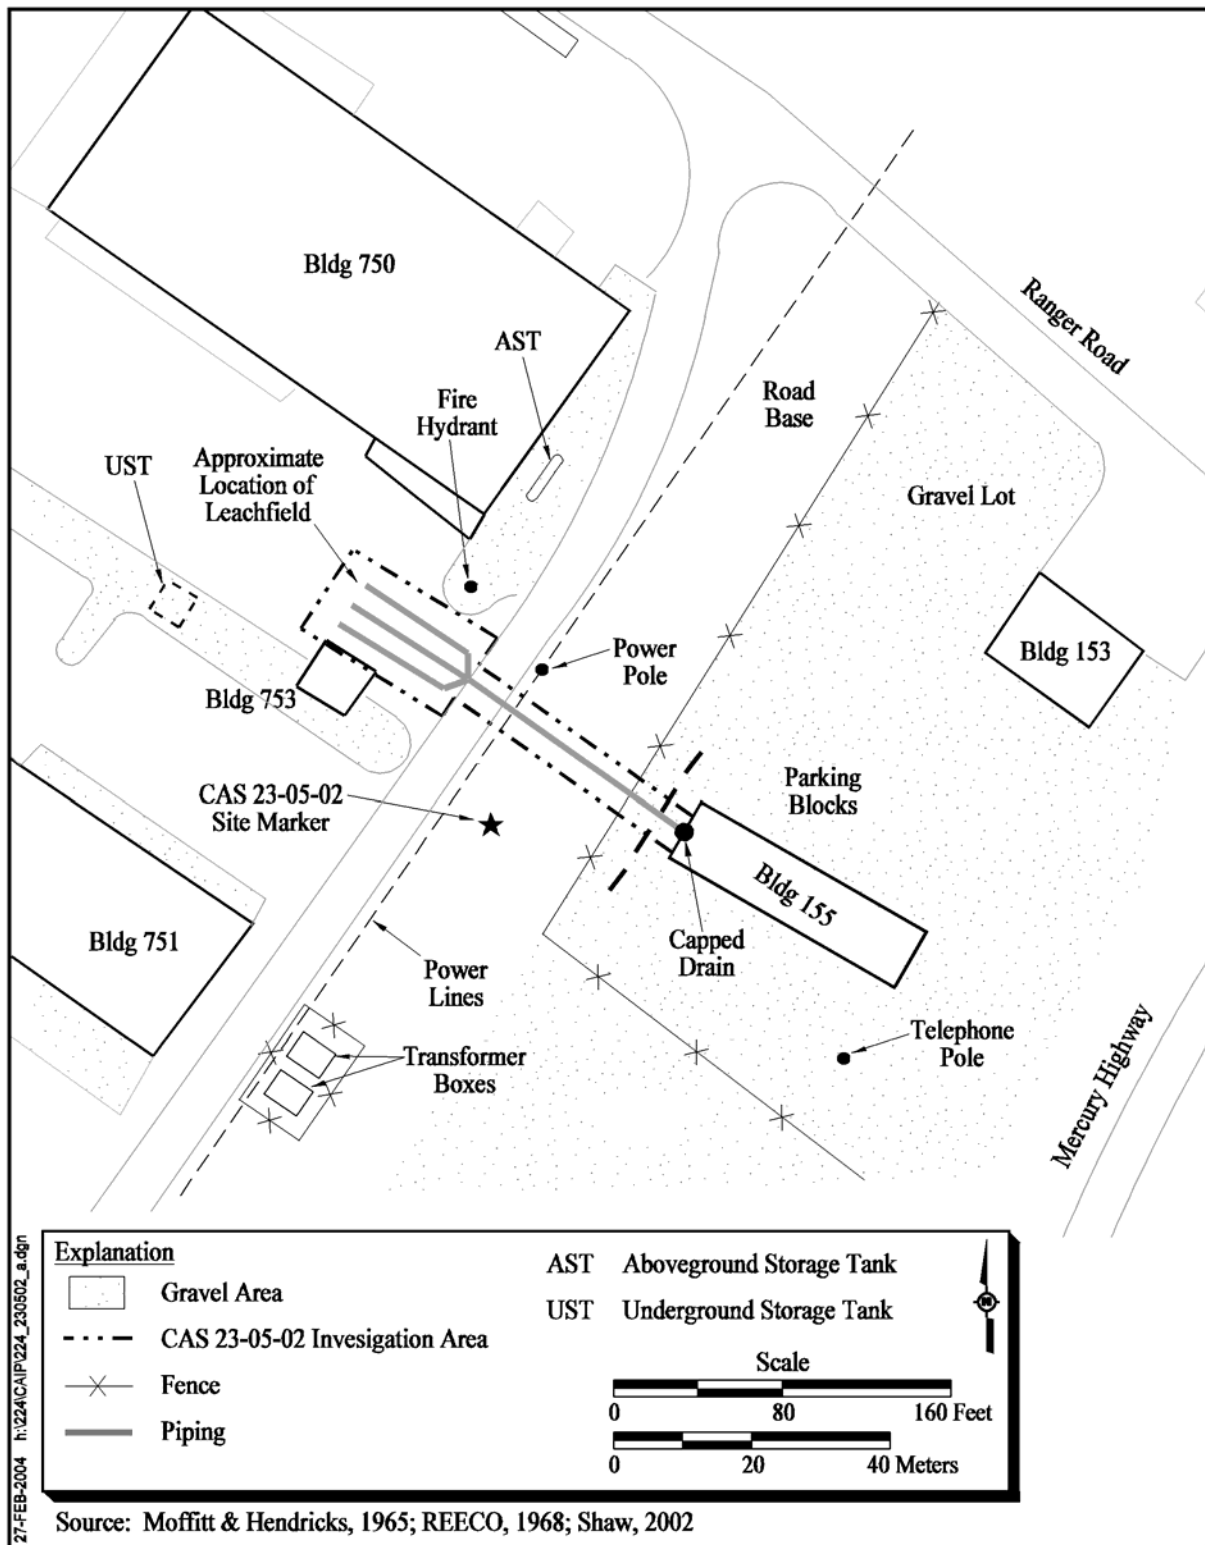 Bldg 750
Ranger Road
AST
Fire
Hydrant
Road
Base
UST
Approximate
Location of
Leachfield
Gravel Lot
Power
Pole
Bldg 153
Bldg 753
Parking
Blocks
CAS 23-05-02
Site Marker
Bldg 155
Bldg 751
Capped
Drain
Power
Lines
Transformer
Boxes
Telephone
Pole
Mercury Highway
27-FEB-2004 h:\224\CAIP\224_230502_a.dgn
Explanation
Gravel Area
CAS 23-05-02 Invesigation Area
Fence
Piping
AST Aboveground Storage Tank
UST Underground Storage Tank
N
Scale
0 80 160 Feet
0 20 40 Meters
Source: Moffitt & Hendricks, 1965; REECO, 1968; Shaw, 2002